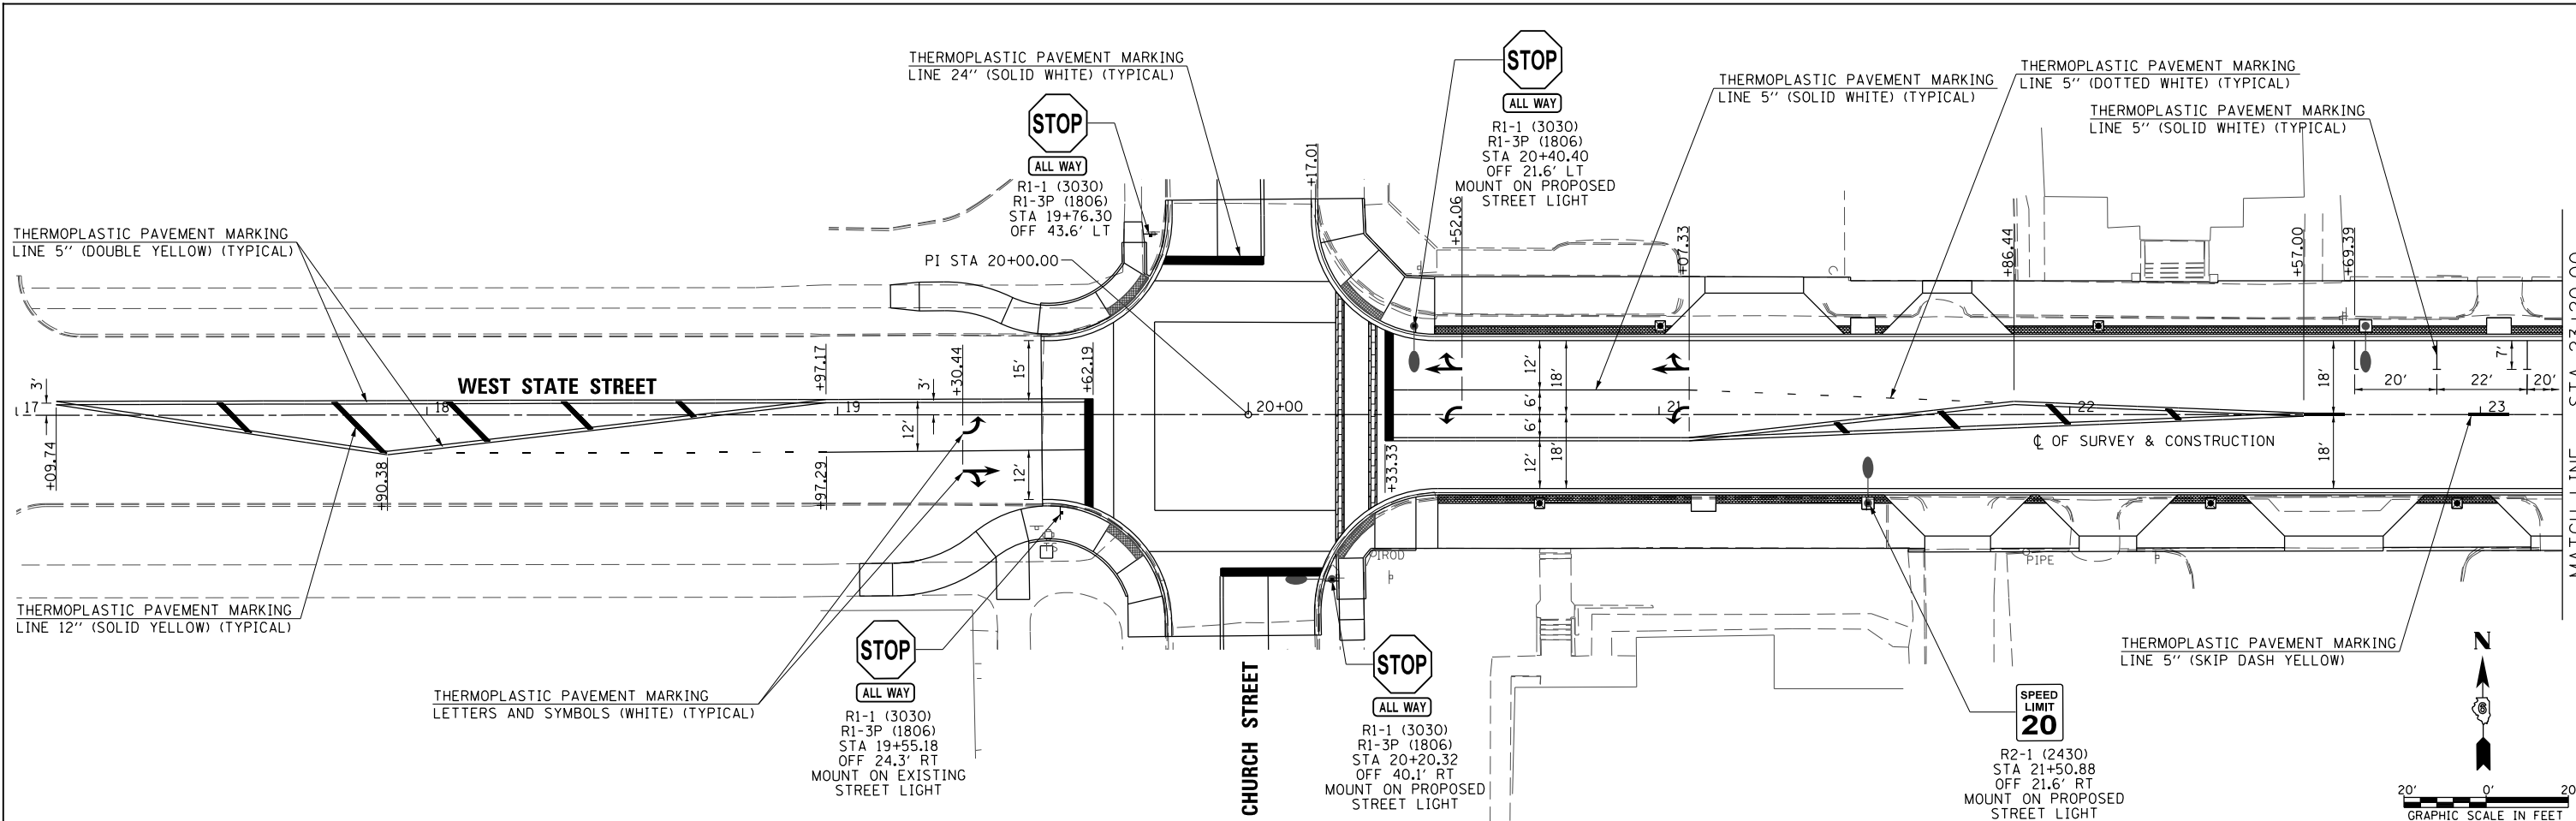 THERMOPLASTIC PAVEMENT MARKING
LINE 24" (SOLID WHITE) (TYPICAL)
STOP
ALL WAY
R1-1 (3030)
R1-3P (1806)
STA 19+76.30
OFF 43.6' LT
PI STA 20+00.00
+17.01
STOP
ALL WAY
R1-1 (3030)
R1-3P (1806)
STA 20+40.40
OFF 21.6' LT
MOUNT ON PROPOSED
STREET LIGHT
THERMOPLASTIC PAVEMENT MARKING
LINE 5" (SOLID WHITE) (TYPICAL)
THERMOPLASTIC PAVEMENT MARKING
LINE 5" (DOTTED WHITE) (TYPICAL)
THERMOPLASTIC PAVEMENT MARKING
LINE 5" (SOLID WHITE) (TYPICAL)
THERMOPLASTIC PAVEMENT MARKING
LINE 5" (DOUBLE YELLOW) (TYPICAL)
+52.06
+07.33
+86.44
+57.00
+69.39
MATCH LINE STA 23+20.00
3'
WEST STATE STREET
+97.17
3'
+30.44
15'
+62.19
12'
18'
6'
18'
7'
20'
22'
20'
17
18
19
20+00
21
22
23
12'
6'
℄ OF SURVEY & CONSTRUCTION
+09.74
+90.38
+97.29
12'
+33.33
12'
18'
18'
PIROD
PIPE
THERMOPLASTIC PAVEMENT MARKING
LINE 12" (SOLID YELLOW) (TYPICAL)
THERMOPLASTIC PAVEMENT MARKING
LETTERS AND SYMBOLS (WHITE) (TYPICAL)
STOP
ALL WAY
R1-1 (3030)
R1-3P (1806)
STA 19+55.18
OFF 24.3' RT
MOUNT ON EXISTING
STREET LIGHT
CHURCH STREET
STOP
ALL WAY
R1-1 (3030)
R1-3P (1806)
STA 20+20.32
OFF 40.1' RT
MOUNT ON PROPOSED
STREET LIGHT
SPEED
LIMIT
20
R2-1 (2430)
STA 21+50.88
OFF 21.6' RT
MOUNT ON PROPOSED
STREET LIGHT
THERMOPLASTIC PAVEMENT MARKING
LINE 5" (SKIP DASH YELLOW)
N
20' 0' 20'
GRAPHIC SCALE IN FEET